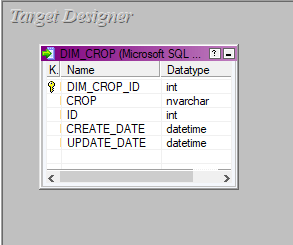 Target Designer
DIM_CROP (Microsoft SQL ...
K. Name Datatype
DIM_CROP_ID int
CROP nvarchar
ID int
CREATE_DATE datetime
UPDATE_DATE datetime